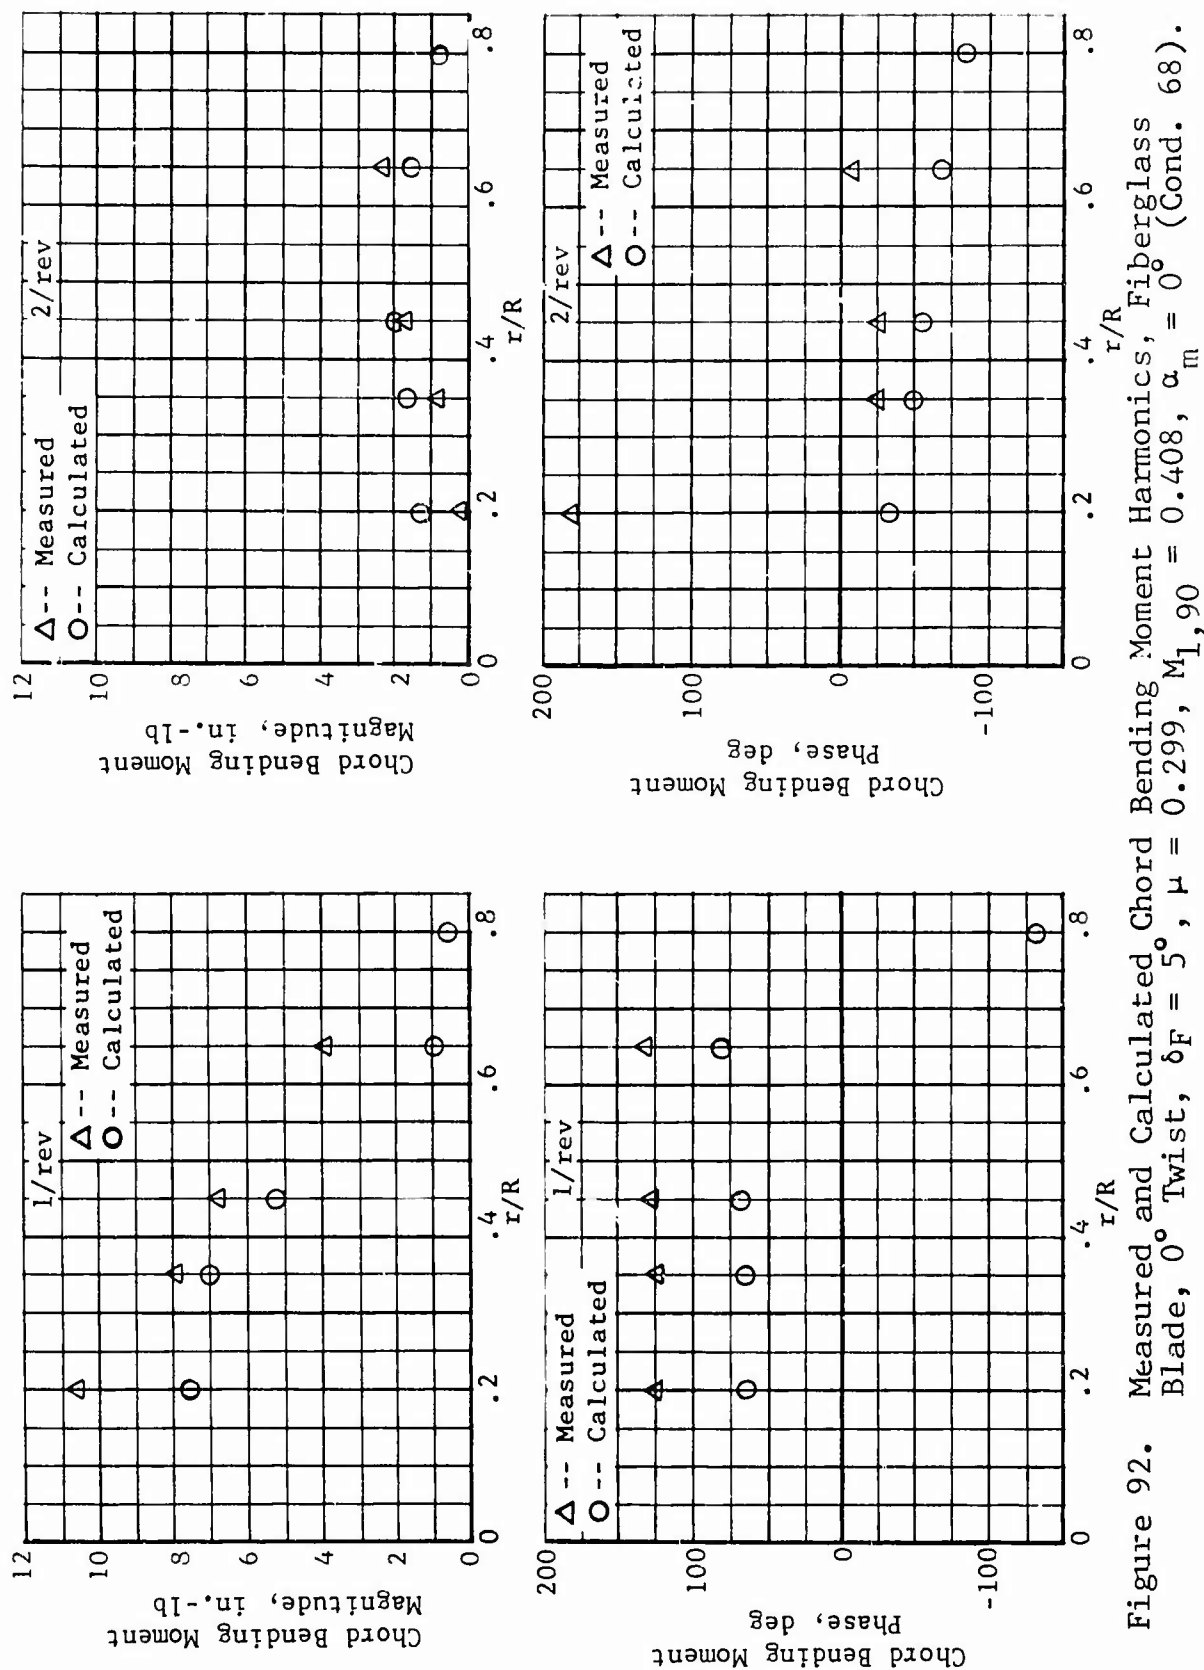 12
10
8
6
4
2
0
.2
.4
.6
.8
r/R
1/rev
Δ -- Measured
O -- Calculated
Chord Bending Moment
Magnitude, in.-lb
12
10
8
6
4
2
0
.2
.4
.6
.8
r/R
2/rev
Δ -- Measured
O -- Calculated
Chord Bending Moment
Magnitude, in.-lb
200
100
0
-100
0
.2
.4
.6
.8
r/R
1/rev
Δ -- Measured
O -- Calculated
Chord Bending Moment
Phase, deg
200
100
0
-100
0
.2
.4
.6
.8
r/R
2/rev
Δ -- Measured
O -- Calculated
Chord Bending Moment
Phase, deg
Figure 92. Measured and Calculated Chord Bending Moment Harmonics, Fiberglass
Blade, 0° Twist, δF = 5°, μ = 0.299, M1,90 = 0.408, αm = 0° (Cond. 68).